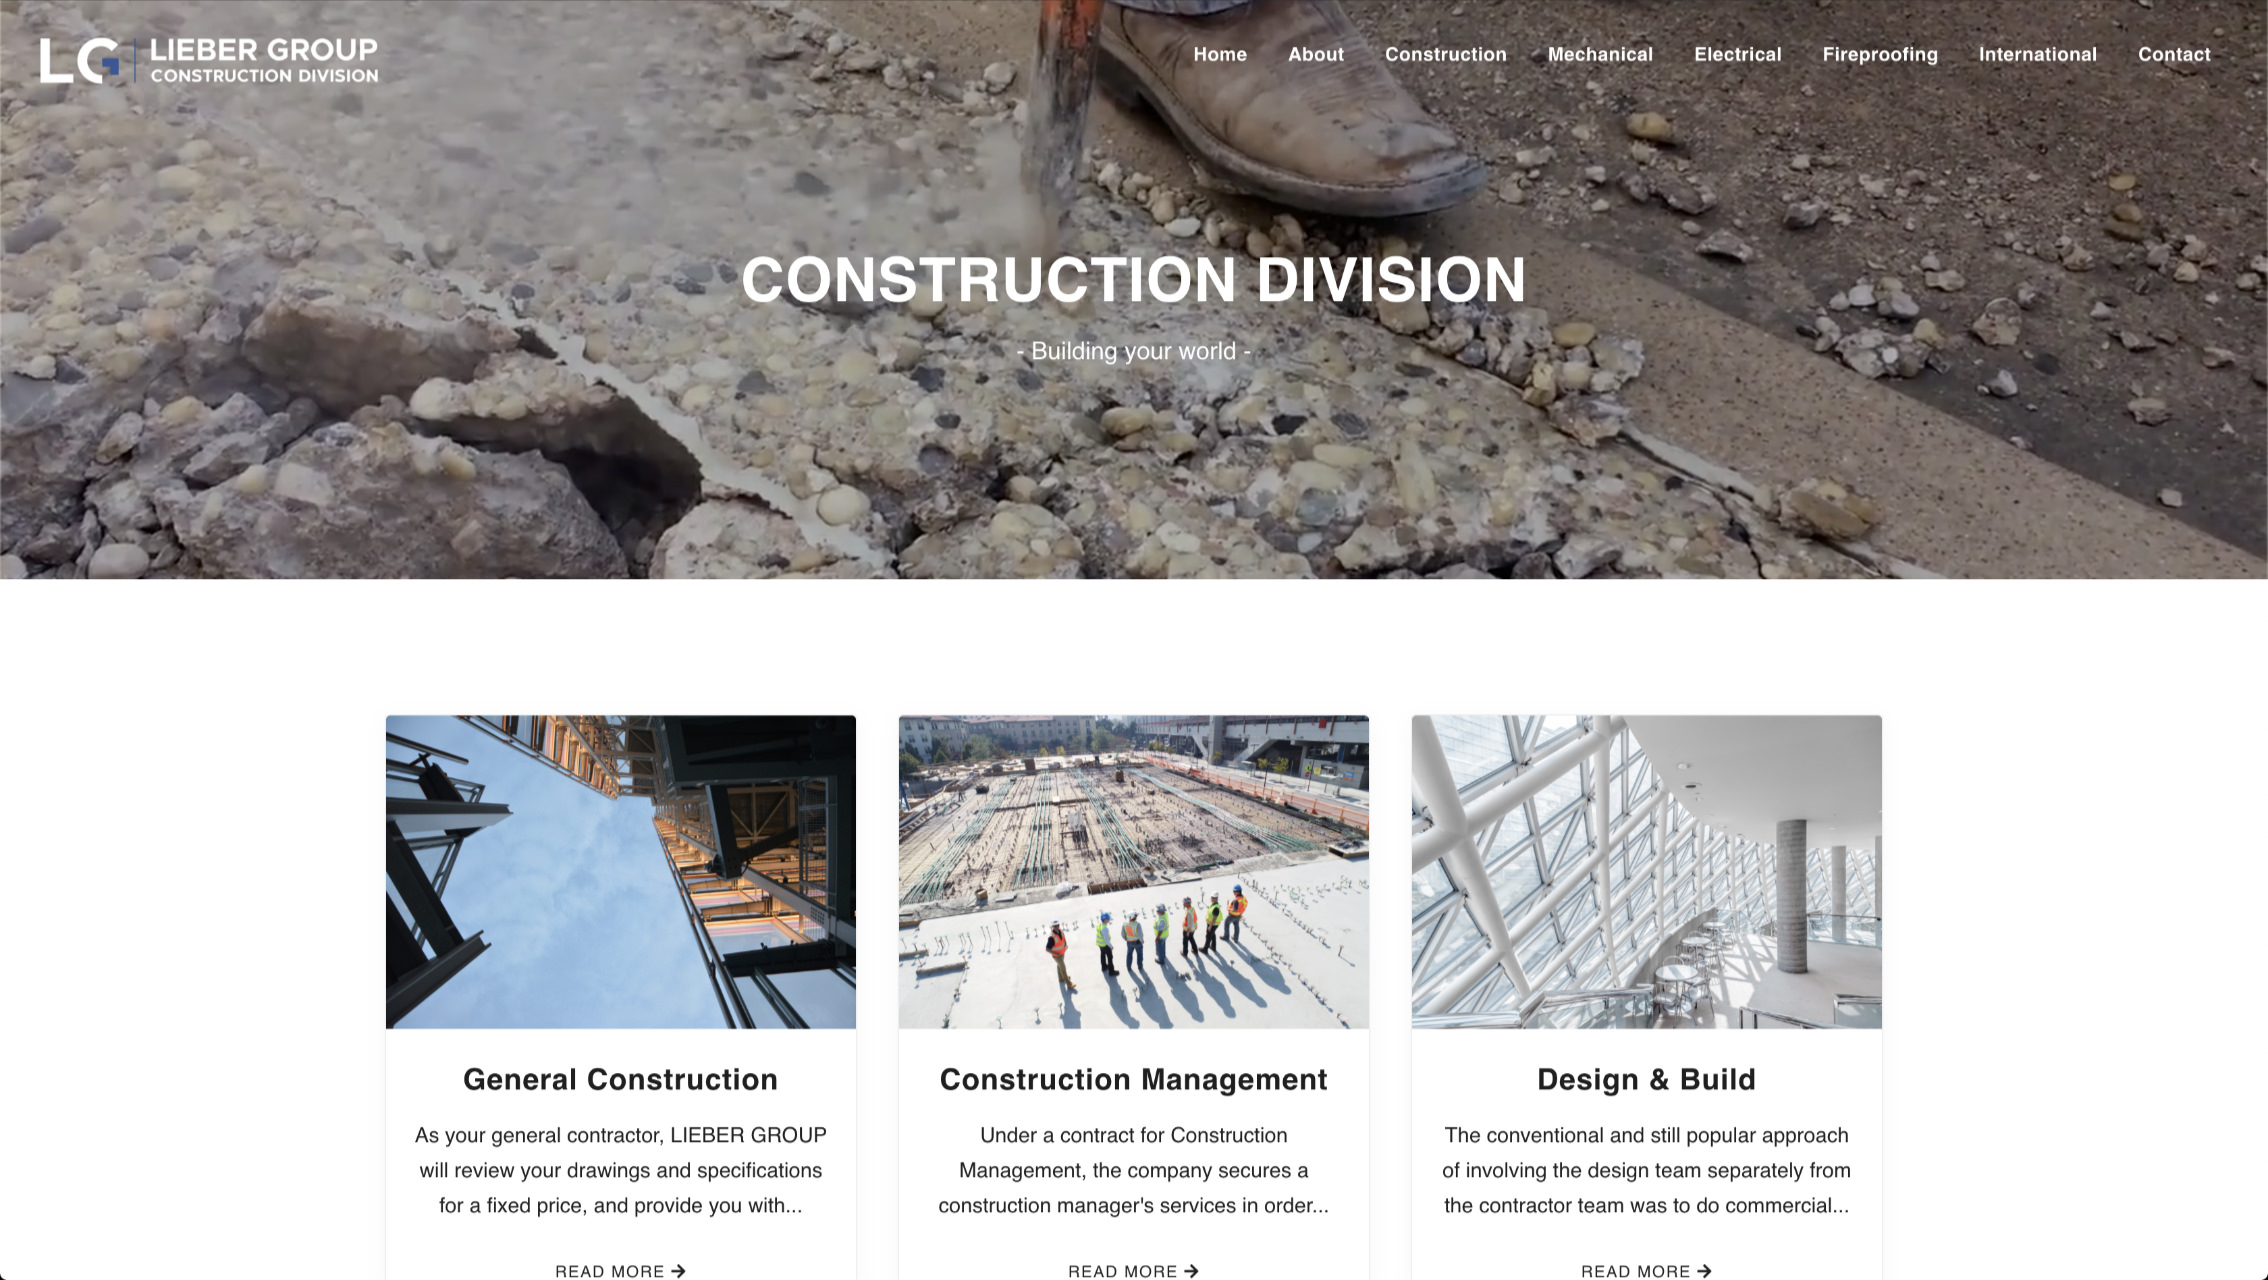 LG LIEBER GROUP
CONSTRUCTION DIVISION
Home About Construction Mechanical Electrical Fireproofing International Contact
CONSTRUCTION DIVISION
- Building your world -
General Construction
As your general contractor, LIEBER GROUP
will review your drawings and specifications
for a fixed price, and provide you with...
READ MORE →
Construction Management
Under a contract for Construction
Management, the company secures a
construction manager's services in order...
READ MORE →
Design & Build
The conventional and still popular approach
of involving the design team separately from
the contractor team was to do commercial...
READ MORE →